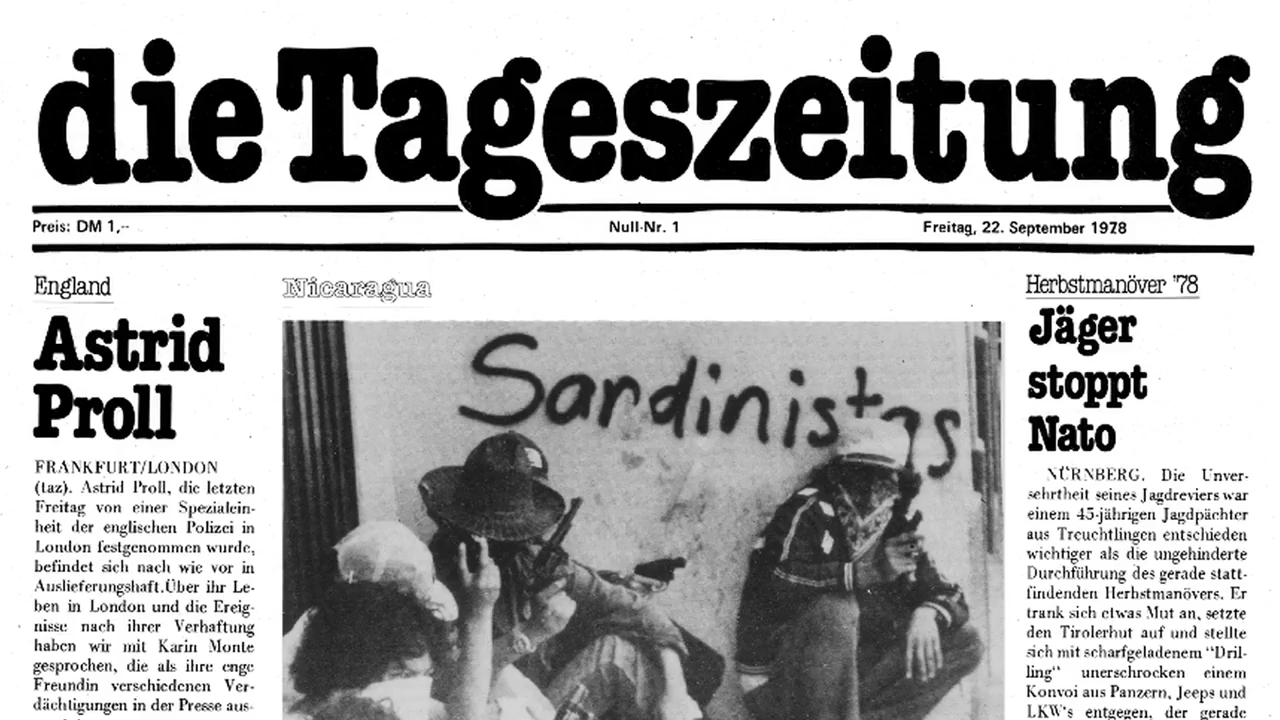 die Tageszeitung
Preis: DM 1,--
Null-Nr. 1
Freitag, 22. September 1978
England
Astrid
Proll
FRANKFURT/LONDON
(taz). Astrid Proll, die letzten
Freitag von einer Spezialein-
heit der englischen Polizei in
London festgenommen wurde,
befindet sich nach wie vor in
Auslieferungshaft.Über ihr Le-
ben in London und die Ereig-
nisse nach ihrer Verhaftung
haben wir mit Karin Monte
gesprochen, die als ihre enge
Freundin verschiedenen Ver-
dächtigungen in der Presse aus-
Nicaragua
Sardinistas
Herbstmanöver '78
Jäger
stoppt
Nato
NÜRNBERG. Die Unver-
sehrtheit seines Jagdreviers war
einem 45-jährigen Jagdpächter
aus Treuchtlingen entschieden
wichtiger als die ungehinderte
Durchführung des gerade statt-
findenden Herbstmanövers. Er
trank sich etwas Mut an, setzte
den Tirolerhut auf und stellte
sich mit scharfgeladenem "Dril-
ling" unerschrocken einem
Konvoi aus Panzern, Jeeps und
LKW's entgegen, der gerade